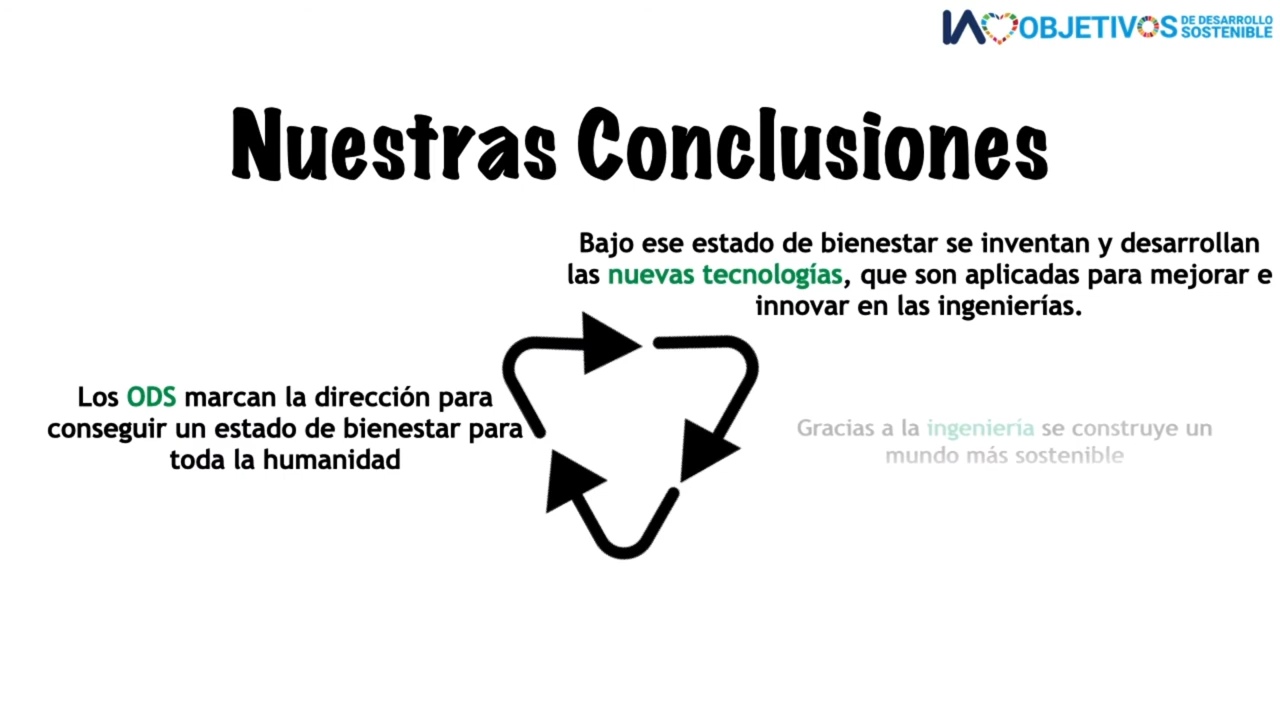 IA OBJETIVOS DE DESARROLLO
SOSTENIBLE
Nuestras Conclusiones
Bajo ese estado de bienestar se inventan y desarrollan
las nuevas tecnologías, que son aplicadas para mejorar e
innovar en las ingenierías.
Los ODS marcan la dirección para
conseguir un estado de bienestar para
toda la humanidad
Gracias a la ingeniería se construye un
mundo más sostenible